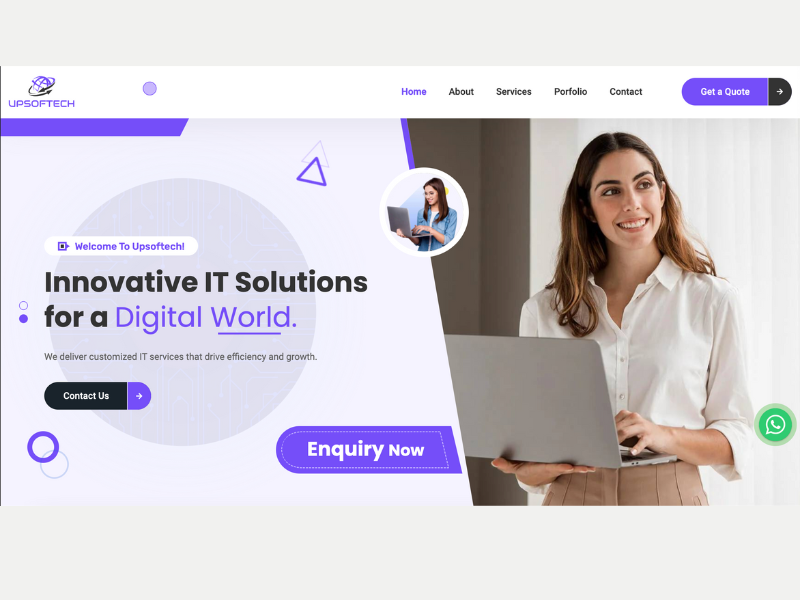 UPSOFTECH
Home About Services Porfolio Contact
Get a Quote
Welcome To Upsoftech!
Innovative IT Solutions
for a Digital World.
We deliver customized IT services that drive efficiency and growth.
Contact Us
Enquiry Now